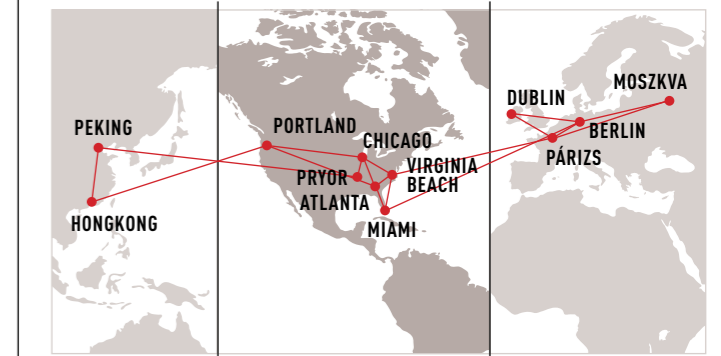 PEKING
HONGKONG
PORTLAND
CHICAGO
PRYOR
ATLANTA
VIRGINIA
BEACH
MIAMI
DUBLIN
MOSZKVA
BERLIN
PÁRIZS